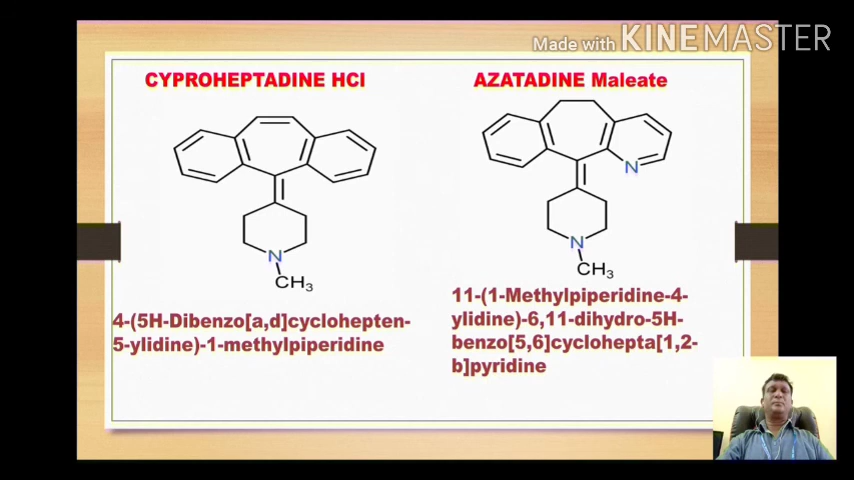 Made with KINEMASTER
CYPROHEPTADINE HCl
AZATADINE Maleate
N
CH3
N
N
CH3
4-(5H-Dibenzo[a,d]cyclohepten-
5-ylidine)-1-methylpiperidine
11-(1-Methylpiperidine-4-
ylidine)-6,11-dihydro-5H-
benzo[5,6]cyclohepta[1,2-
b]pyridine